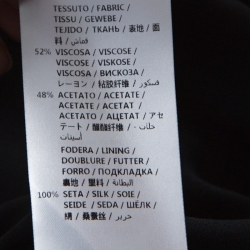 TESSUTO / FABRIC /
TISSU / GEWEBE /
TEJIDO / ТКАНЬ / 表地 / 面
料 / قماش
52% VISCOSA / VISCOSE /
VISCOSE / VISKOSE /
VISCOSA / ВИСКОЗА /
レーヨン / 粘胶纤维 / فسكوز
48% ACETATO / ACETATE /
ACETATE / ACETAT /
ACETATO / АЦЕТАТ / アセ
テート / 醋酯纤维 / خلات -
أسيتات
FODERA / LINING /
DOUBLURE / FUTTER /
FORRO / ПОДКЛАДКА /
裏地 / 里料 / البطانة
100% SETA / SILK / SOIE /
SEIDE / SEDA / ШЁЛК /
絹 / 桑蚕丝 / حرير